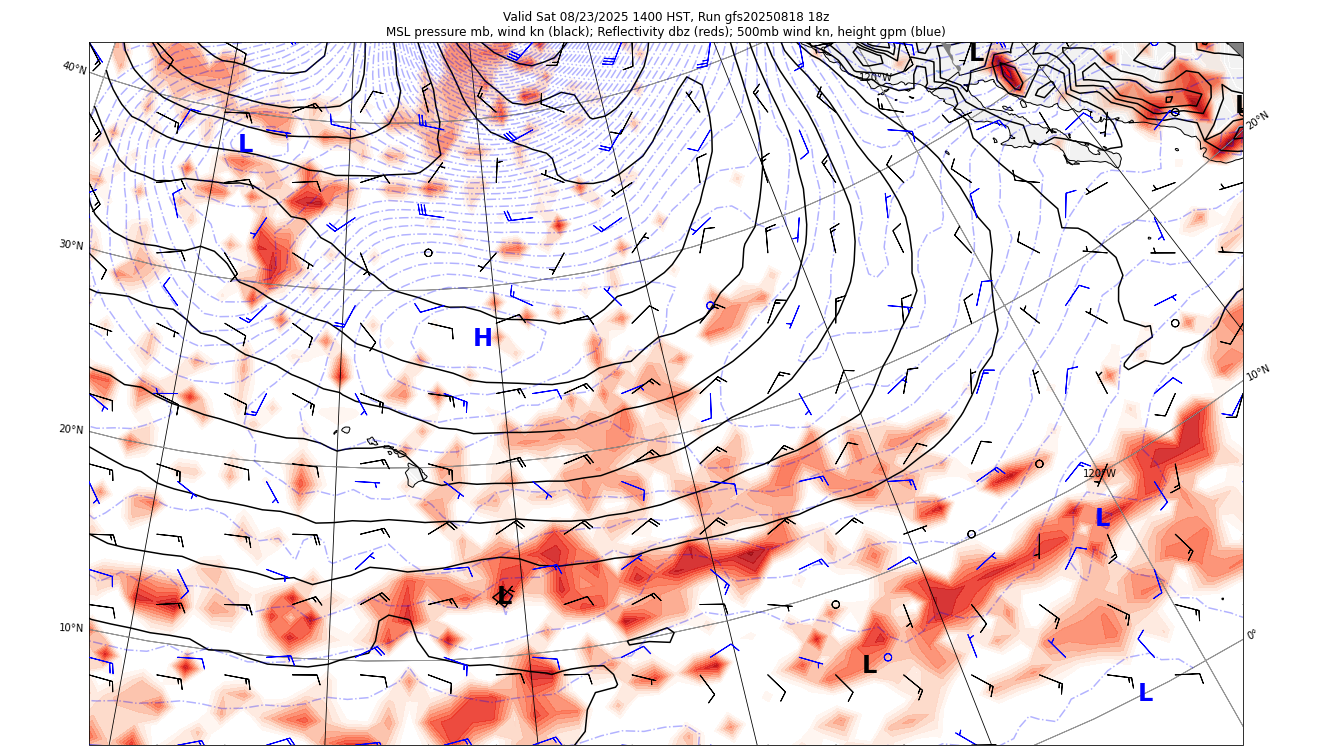 Valid Sat 08/23/2025 1400 HST, Run gfs20250818 18z
MSL pressure mb, wind kn (black); Reflectivity dbz (reds); 500mb wind kn, height gpm (blue)
L
40°N
120°W
L
20°N
L
30°N
H
10°N
20°N
120°W
L
L
10°N
0°
L
L